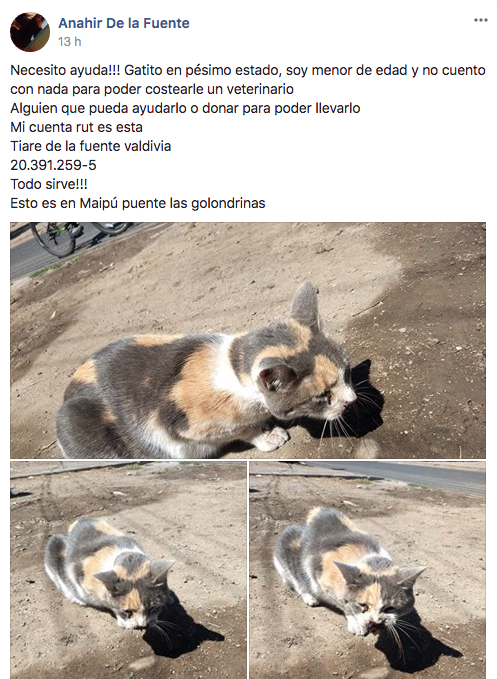 Anahir De la Fuente
13 h
Necesito ayuda!!! Gatito en pésimo estado, soy menor de edad y no cuento
con nada para poder costearle un veterinario
Alguien que pueda ayudarlo o donar para poder llevarlo
Mi cuenta rut es esta
Tiare de la fuente valdivia
20.391.259-5
Todo sirve!!!
Esto es en Maipú puente las golondrinas